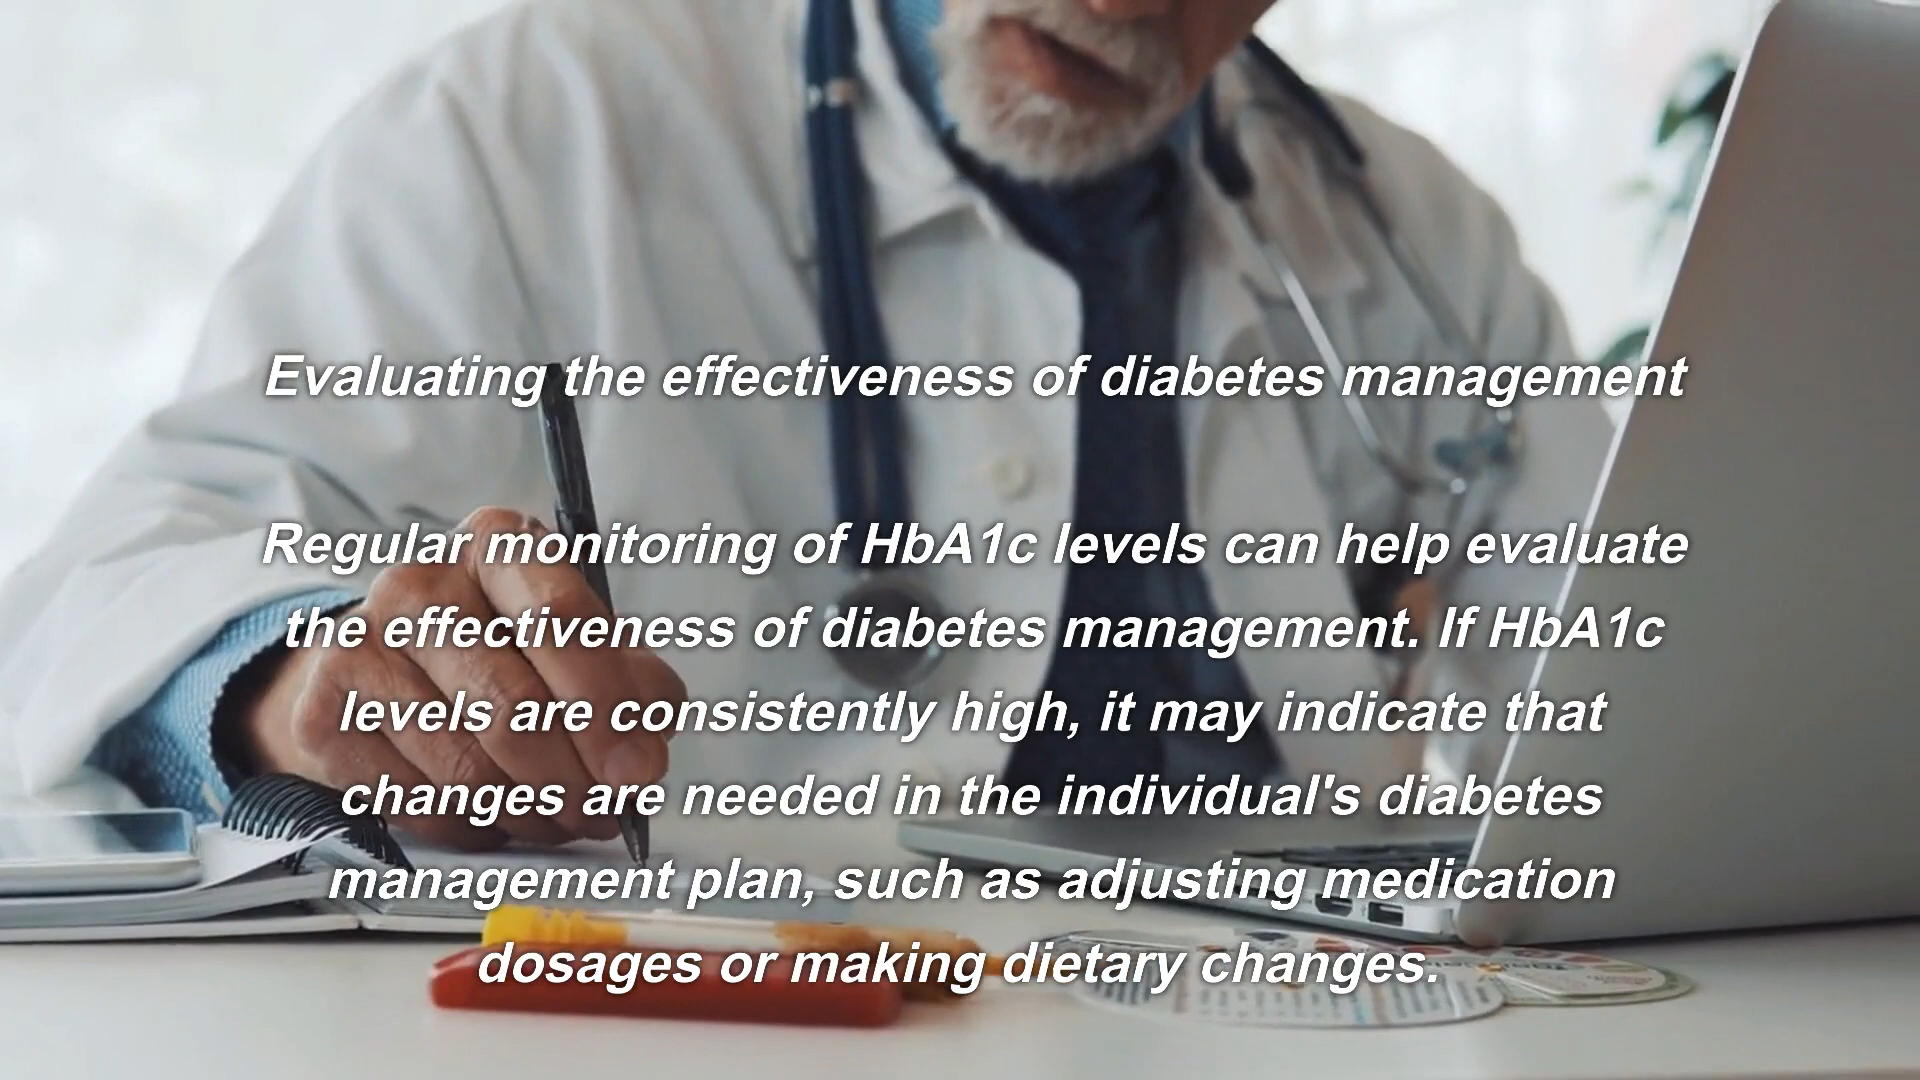 Evaluating the effectiveness of diabetes management
Regular monitoring of HbA1c levels can help evaluate
the effectiveness of diabetes management. If HbA1c
levels are consistently high, it may indicate that
changes are needed in the individual's diabetes
management plan, such as adjusting medication
dosages or making dietary changes.